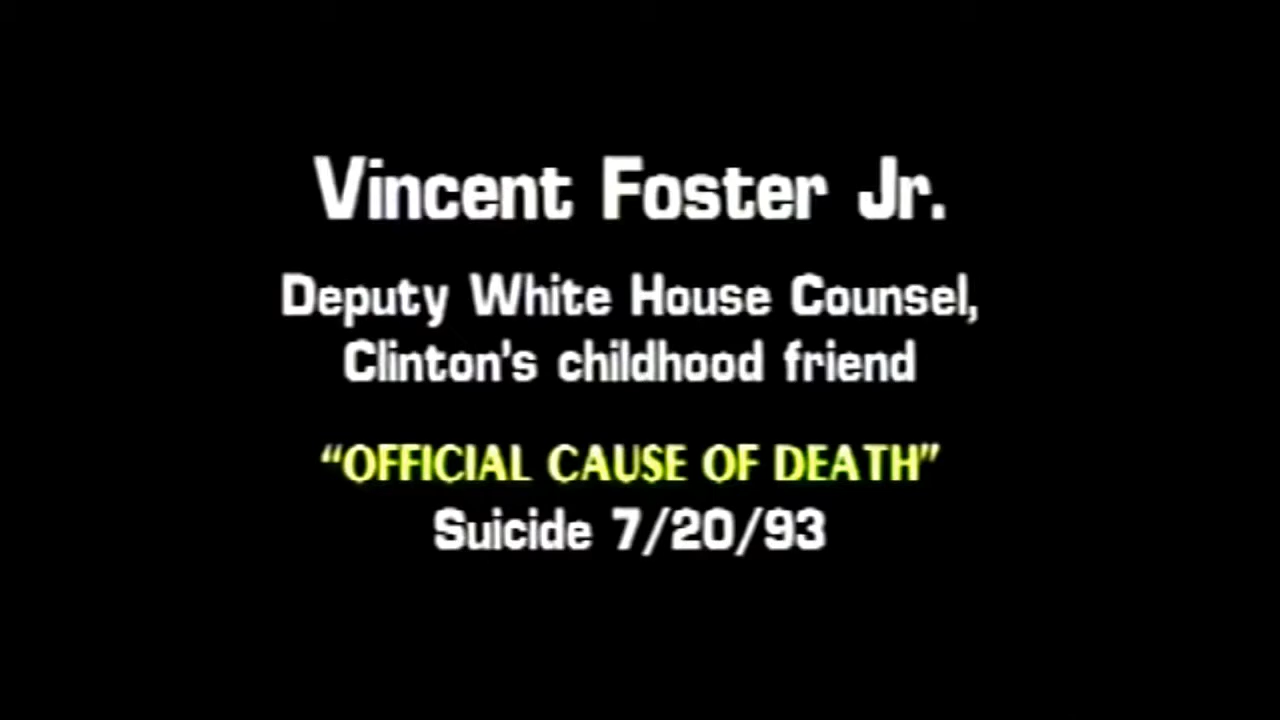 Vincent Foster Jr.
Deputy White House Counsel,
Clinton's childhood friend
“OFFICIAL CAUSE OF DEATH”
Suicide 7/20/93